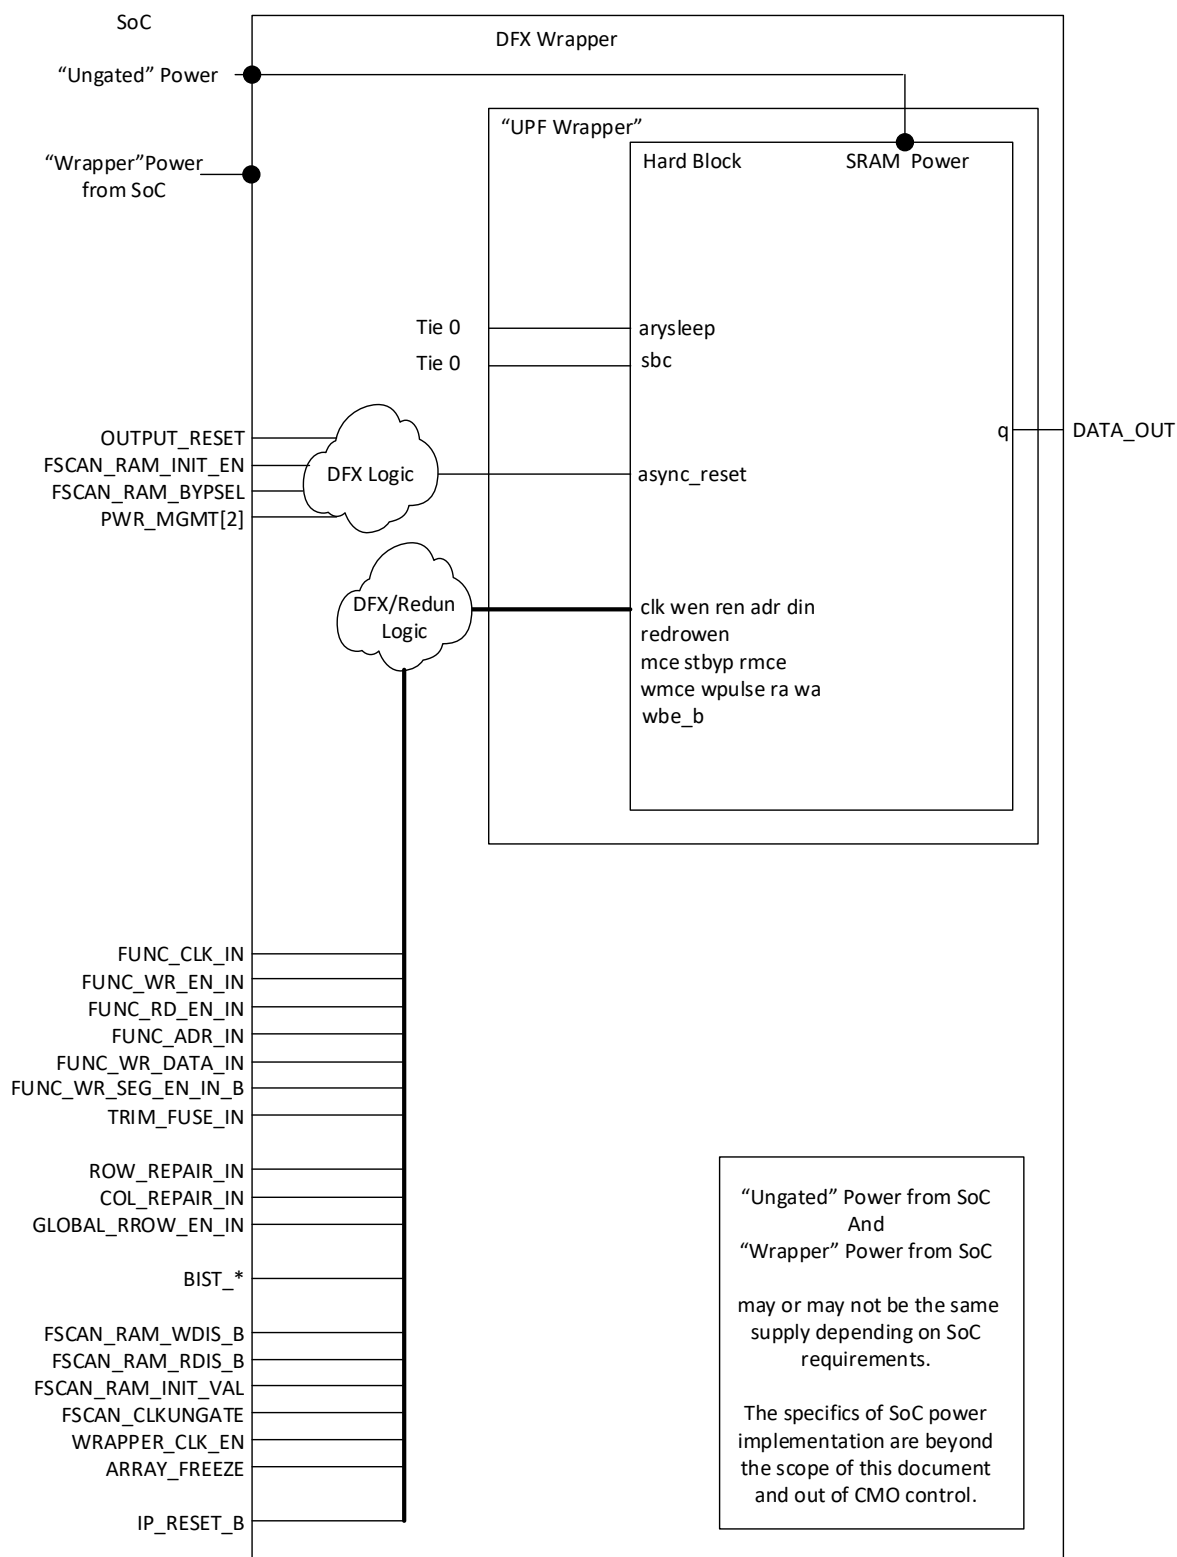 SoC
DFX Wrapper
“Ungated” Power
“UPF Wrapper”
“Wrapper”Power
from SoC
Hard Block
SRAM Power
Tie 0
arysleep
Tie 0
sbc
OUTPUT_RESET
FSCAN_RAM_INIT_EN
FSCAN_RAM_BYPSEL
PWR_MGMT[2]
DFX Logic
async_reset
q
DATA_OUT
DFX/Redun
Logic
clk wen ren adr din
redrowen
mce stbyp rmce
wmce wpulse ra wa
wbe_b
FUNC_CLK_IN
FUNC_WR_EN_IN
FUNC_RD_EN_IN
FUNC_ADR_IN
FUNC_WR_DATA_IN
FUNC_WR_SEG_EN_IN_B
TRIM_FUSE_IN
ROW_REPAIR_IN
COL_REPAIR_IN
GLOBAL_RROW_EN_IN
BIST_*
FSCAN_RAM_WDIS_B
FSCAN_RAM_RDIS_B
FSCAN_RAM_INIT_VAL
FSCAN_CLKUNGATE
WRAPPER_CLK_EN
ARRAY_FREEZE
IP_RESET_B
“Ungated” Power from SoC
And
“Wrapper” Power from SoC
may or may not be the same
supply depending on SoC
requirements.
The specifics of SoC power
implementation are beyond
the scope of this document
and out of CMO control.